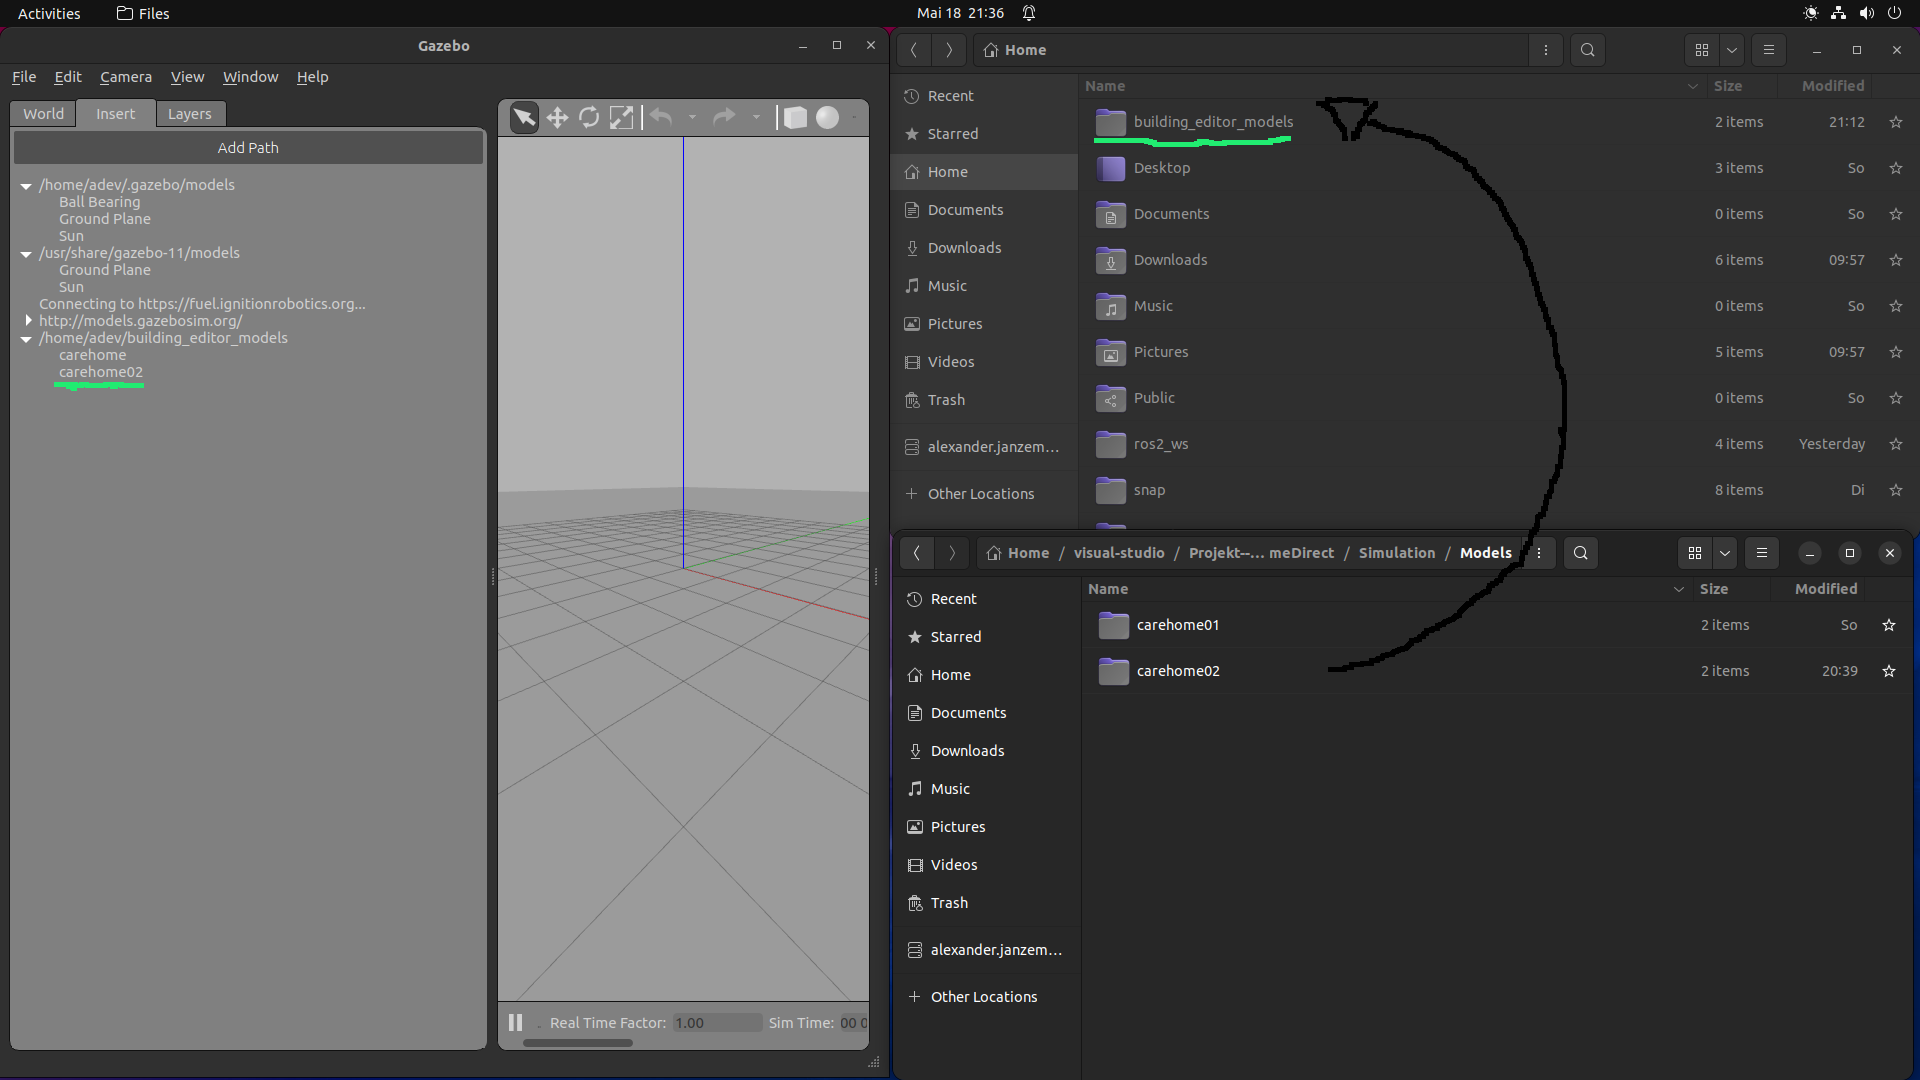 Activities Files Mai 18 21:36
Gazebo
File Edit Camera View Window Help
World Insert Layers
Add Path
/home/adev/.gazebo/models
Ball Bearing
Ground Plane
Sun
/usr/share/gazebo-11/models
Ground Plane
Sun
Connecting to https://fuel.ignitionrobotics.org...
http://models.gazebosim.org/
/home/adev/building_editor_models
carehome
carehome02
Real Time Factor: 1.00 Sim Time: 00 0
Home
Recent
Starred
Home
Documents
Downloads
Music
Pictures
Videos
Trash
alexander.janzem...
Other Locations
Name Size Modified
building_editor_models 2 items 21:12
Desktop 3 items So
Documents 0 items So
Downloads 6 items 09:57
Music 0 items So
Pictures 5 items 09:57
Public 0 items So
ros2_ws 4 items Yesterday
snap 8 items Di
Home / visual-studio / Projekt--... meDirect / Simulation / Models
Recent
Starred
Home
Documents
Downloads
Music
Pictures
Videos
Trash
alexander.janzem...
Other Locations
Name Size Modified
carehome01 2 items So
carehome02 2 items 20:39